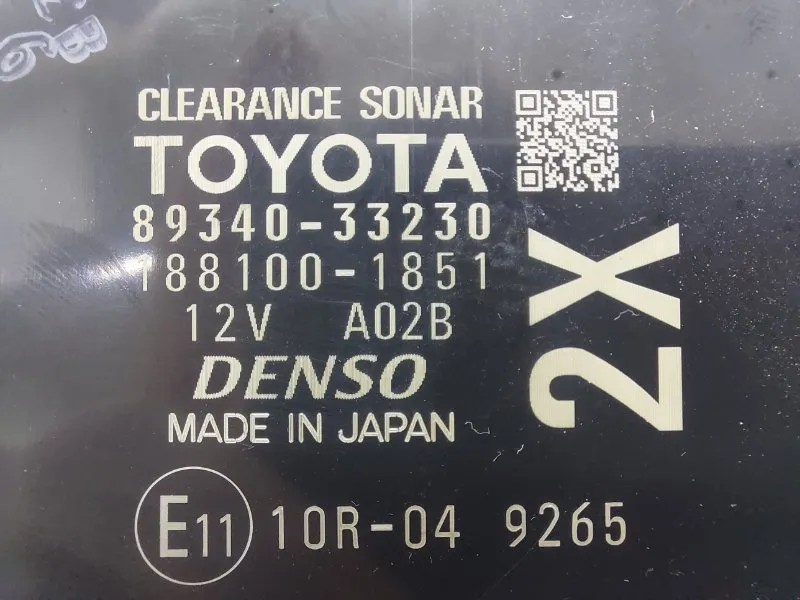 CLEARANCE SONAR
TOYOTA
89340-33230
188100-1851
12V A02B
DENSO
MADE IN JAPAN
2X
E11 10R-04 9265